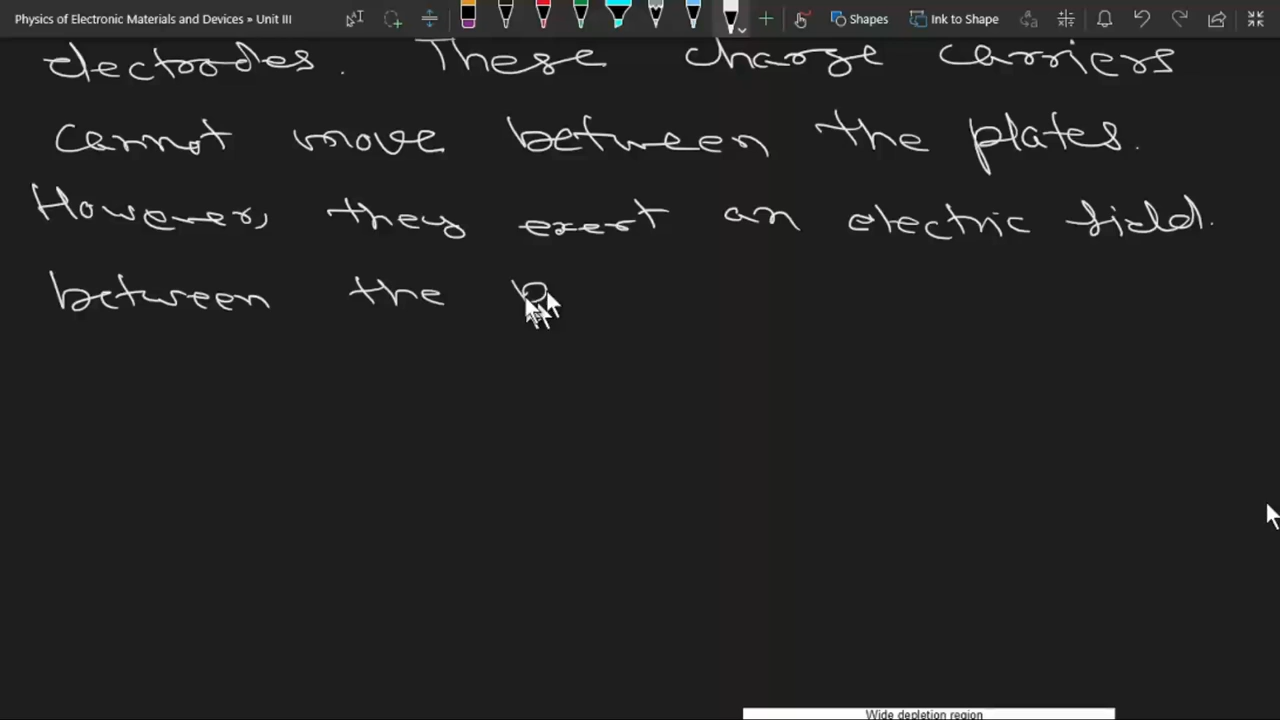 Physics of Electronic Materials and Devices » Unit III
Shapes
Ink to Shape
electrodes. These charge carriers
cannot move between the plates.
However, they exert an electric field.
between the
Wide depletion region